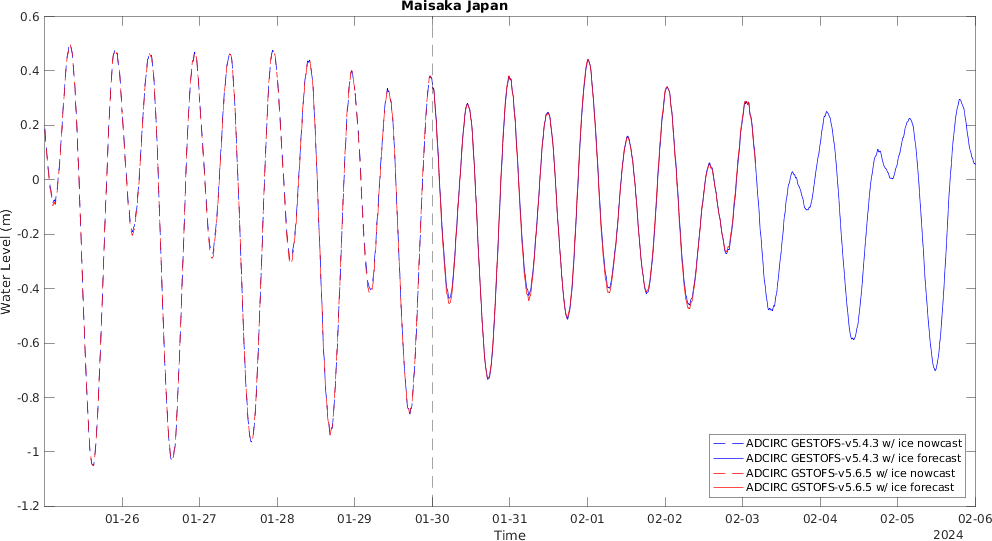 Maisaka Japan
0.6
0.4
0.2
0
-0.2
-0.4
-0.6
-0.8
-1
-1.2
Water Level (m)
ADCIRC GESTOFS-v5.4.3 w/ ice nowcast
ADCIRC GESTOFS-v5.4.3 w/ ice forecast
ADCIRC GSTOFS-v5.6.5 w/ ice nowcast
ADCIRC GSTOFS-v5.6.5 w/ ice forecast
01-26 01-27 01-28 01-29 01-30 01-31 02-01 02-02 02-03 02-04 02-05 02-06
Time
2024